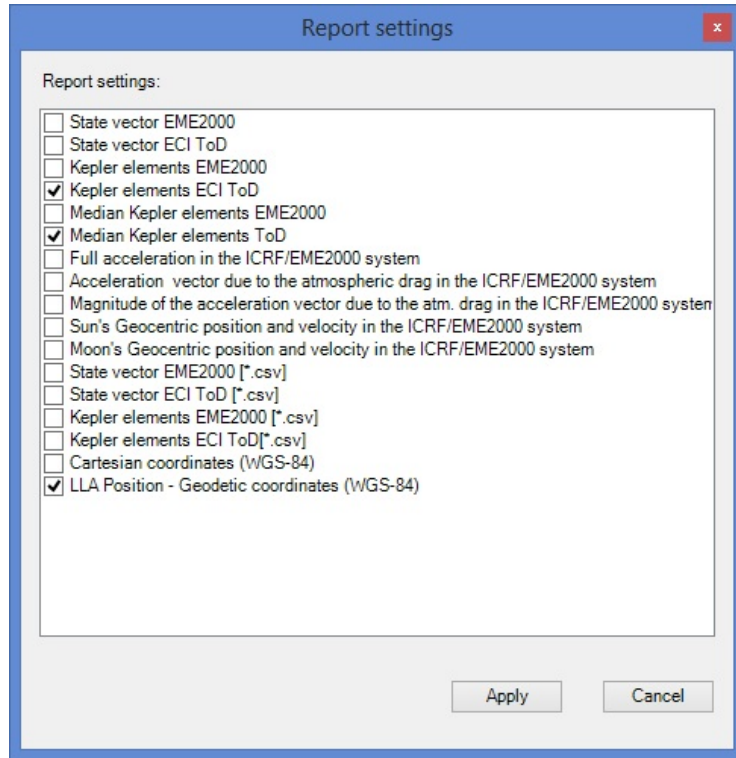 Report settings
x
Report settings:
State vector EME2000
State vector ECI ToD
Kepler elements EME2000
Kepler elements ECI ToD
Median Kepler elements EME2000
Median Kepler elements ToD
Full acceleration in the ICRF/EME2000 system
Acceleration  vector due to the atmospheric drag in the ICRF/EME2000 system
Magnitude of the acceleration vector due to the atm. drag in the ICRF/EME2000 system
Sun's Geocentric position and velocity in the ICRF/EME2000 system
Moon's Geocentric position and velocity in the ICRF/EME2000 system
State vector EME2000 [*.csv]
State vector ECI ToD [*.csv]
Kepler elements EME2000 [*.csv]
Kepler elements ECI ToD[*.csv]
Cartesian coordinates (WGS-84)
LLA Position - Geodetic coordinates (WGS-84)
Apply Cancel